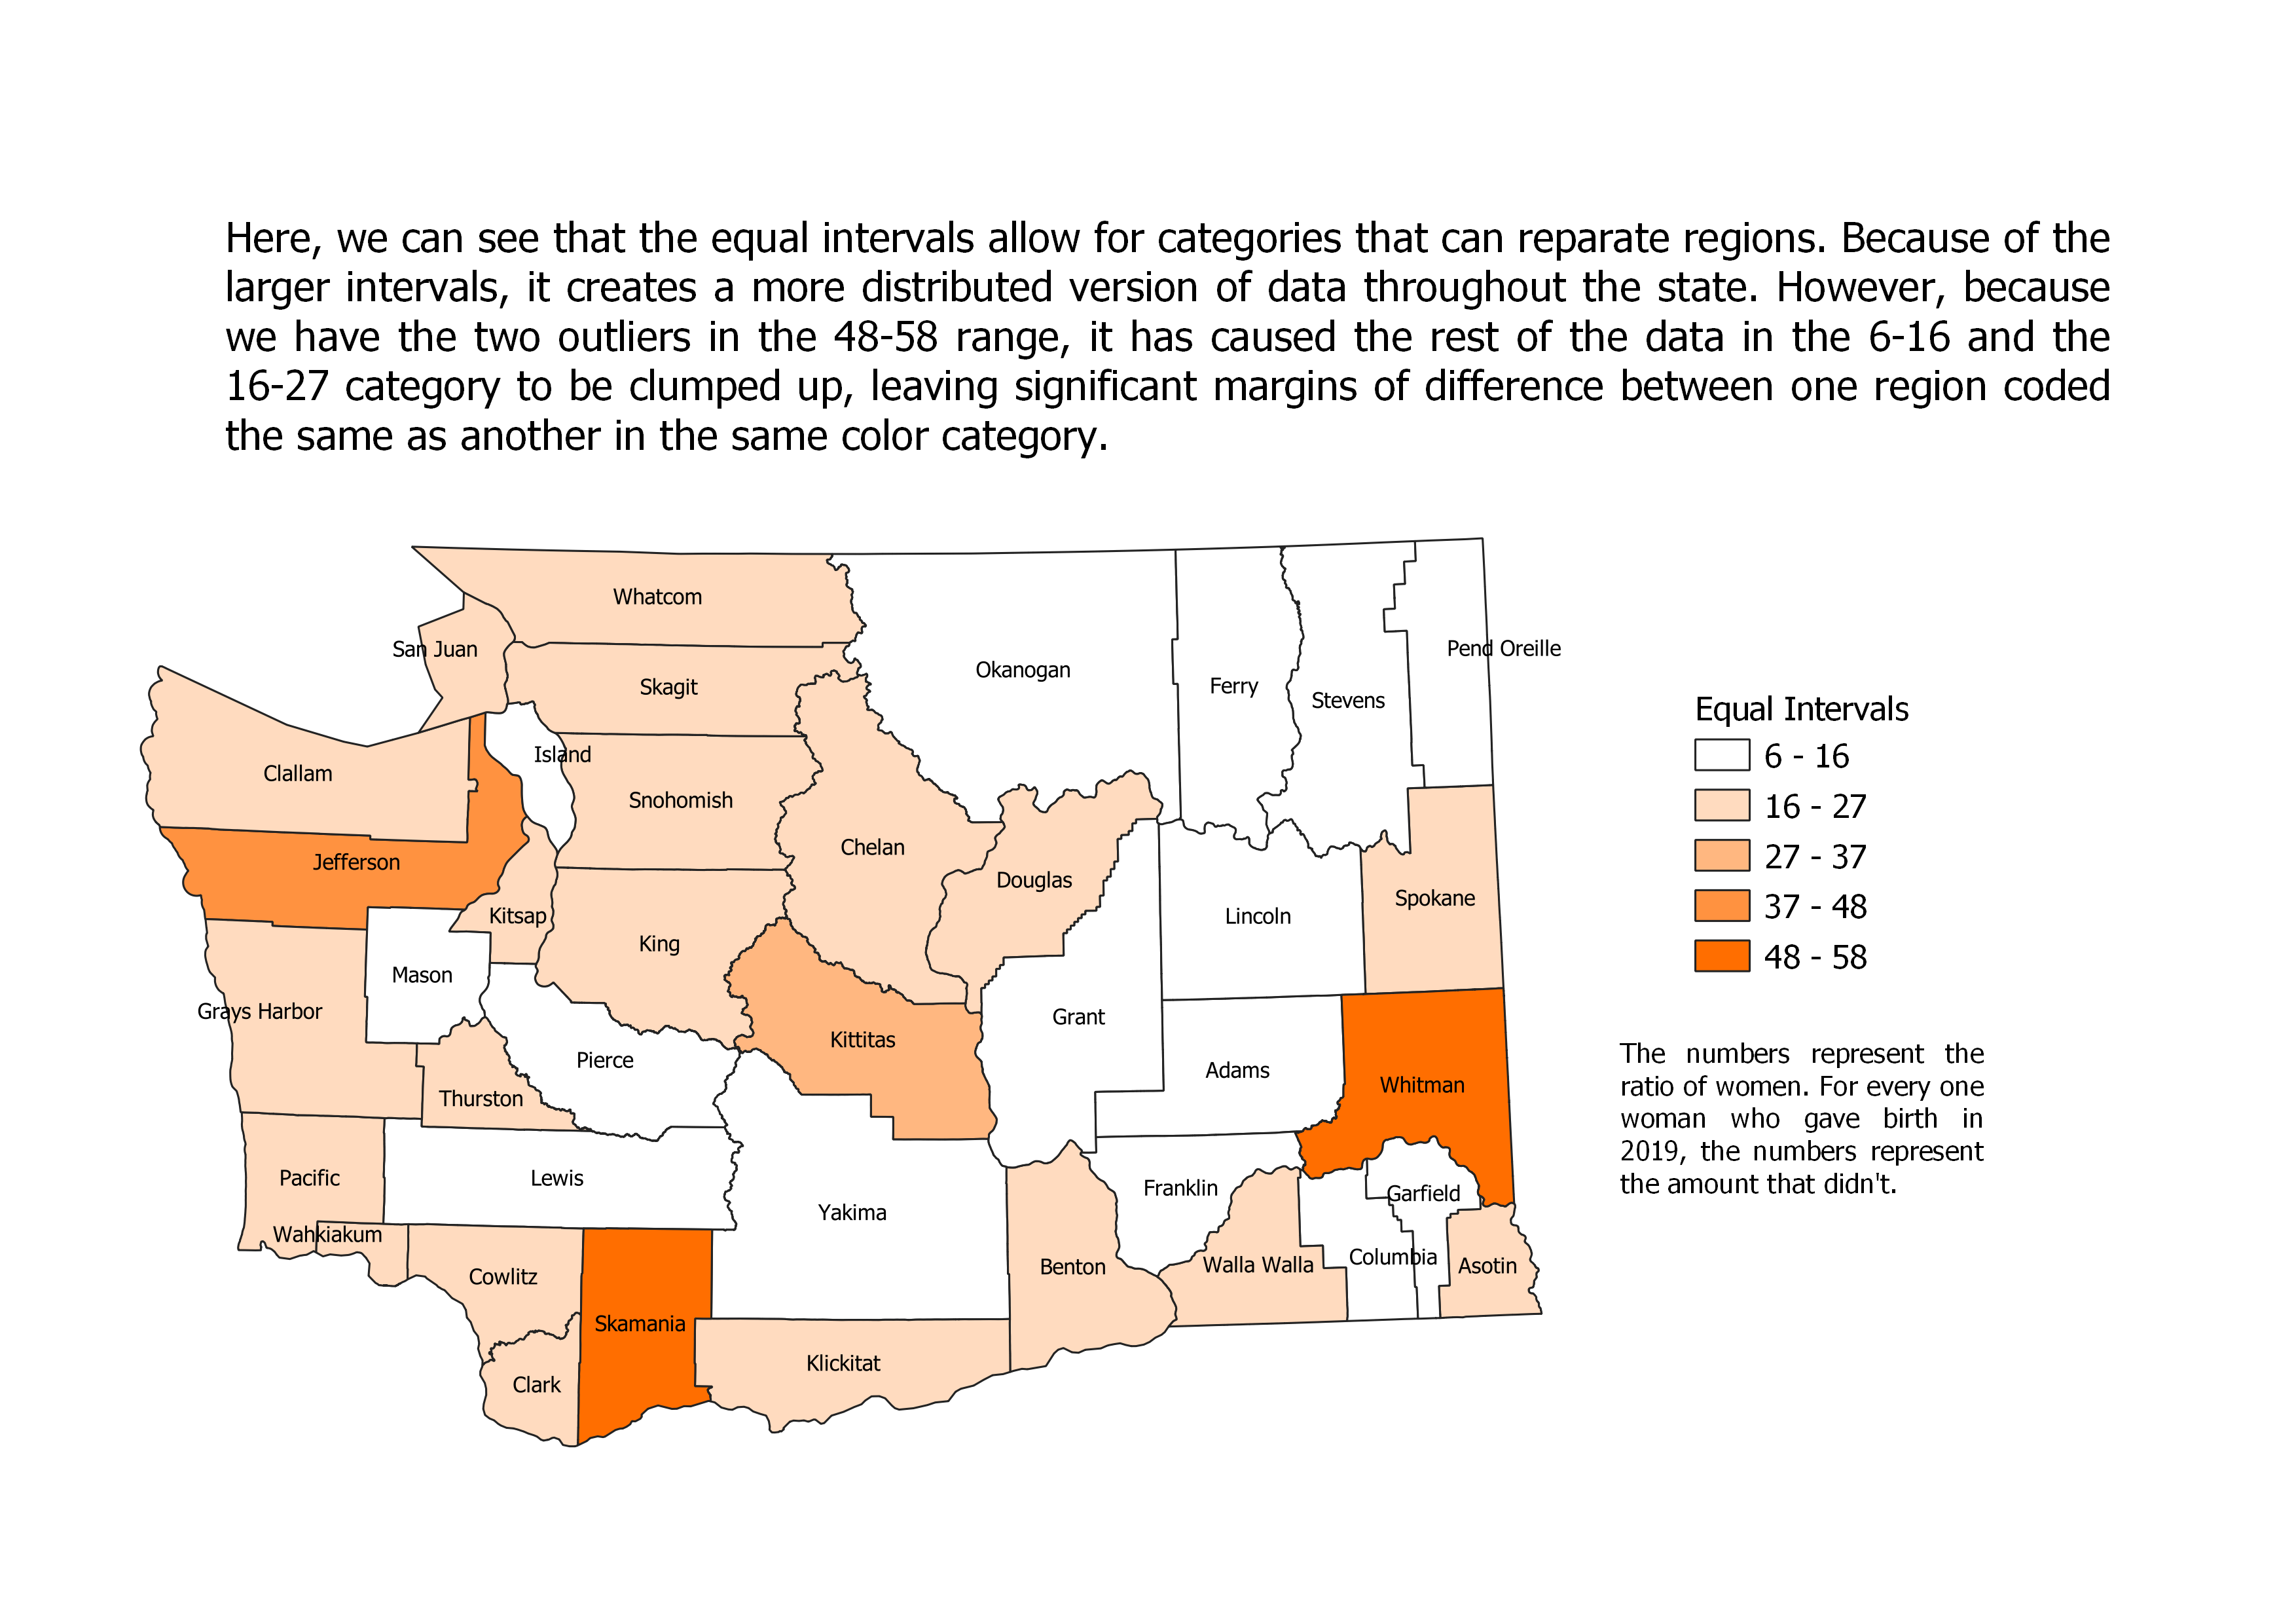 Here, we can see that the equal intervals allow for categories that can reparate regions. Because of the
larger intervals, it creates a more distributed version of data throughout the state. However, because
we have the two outliers in the 48-58 range, it has caused the rest of the data in the 6-16 and the
16-27 category to be clumped up, leaving significant margins of difference between one region coded
the same as another in the same color category.
Whatcom
San Juan
Skagit
Okanogan
Ferry
Stevens
Pend Oreille
Clallam
Island
Snohomish
Jefferson
Chelan
Douglas
Kitsap
King
Lincoln
Spokane
Mason
Grays Harbor
Kittitas
Grant
Pierce
Adams
Whitman
Thurston
Pacific
Lewis
Yakima
Franklin
Garfield
Wahkiakum
Cowlitz
Benton
Walla Walla
Columbia
Asotin
Skamania
Klickitat
Clark
Equal Intervals
6 - 16
16 - 27
27 - 37
37 - 48
48 - 58
The numbers represent the
ratio of women. For every one
woman who gave birth in
2019, the numbers represent
the amount that didn't.